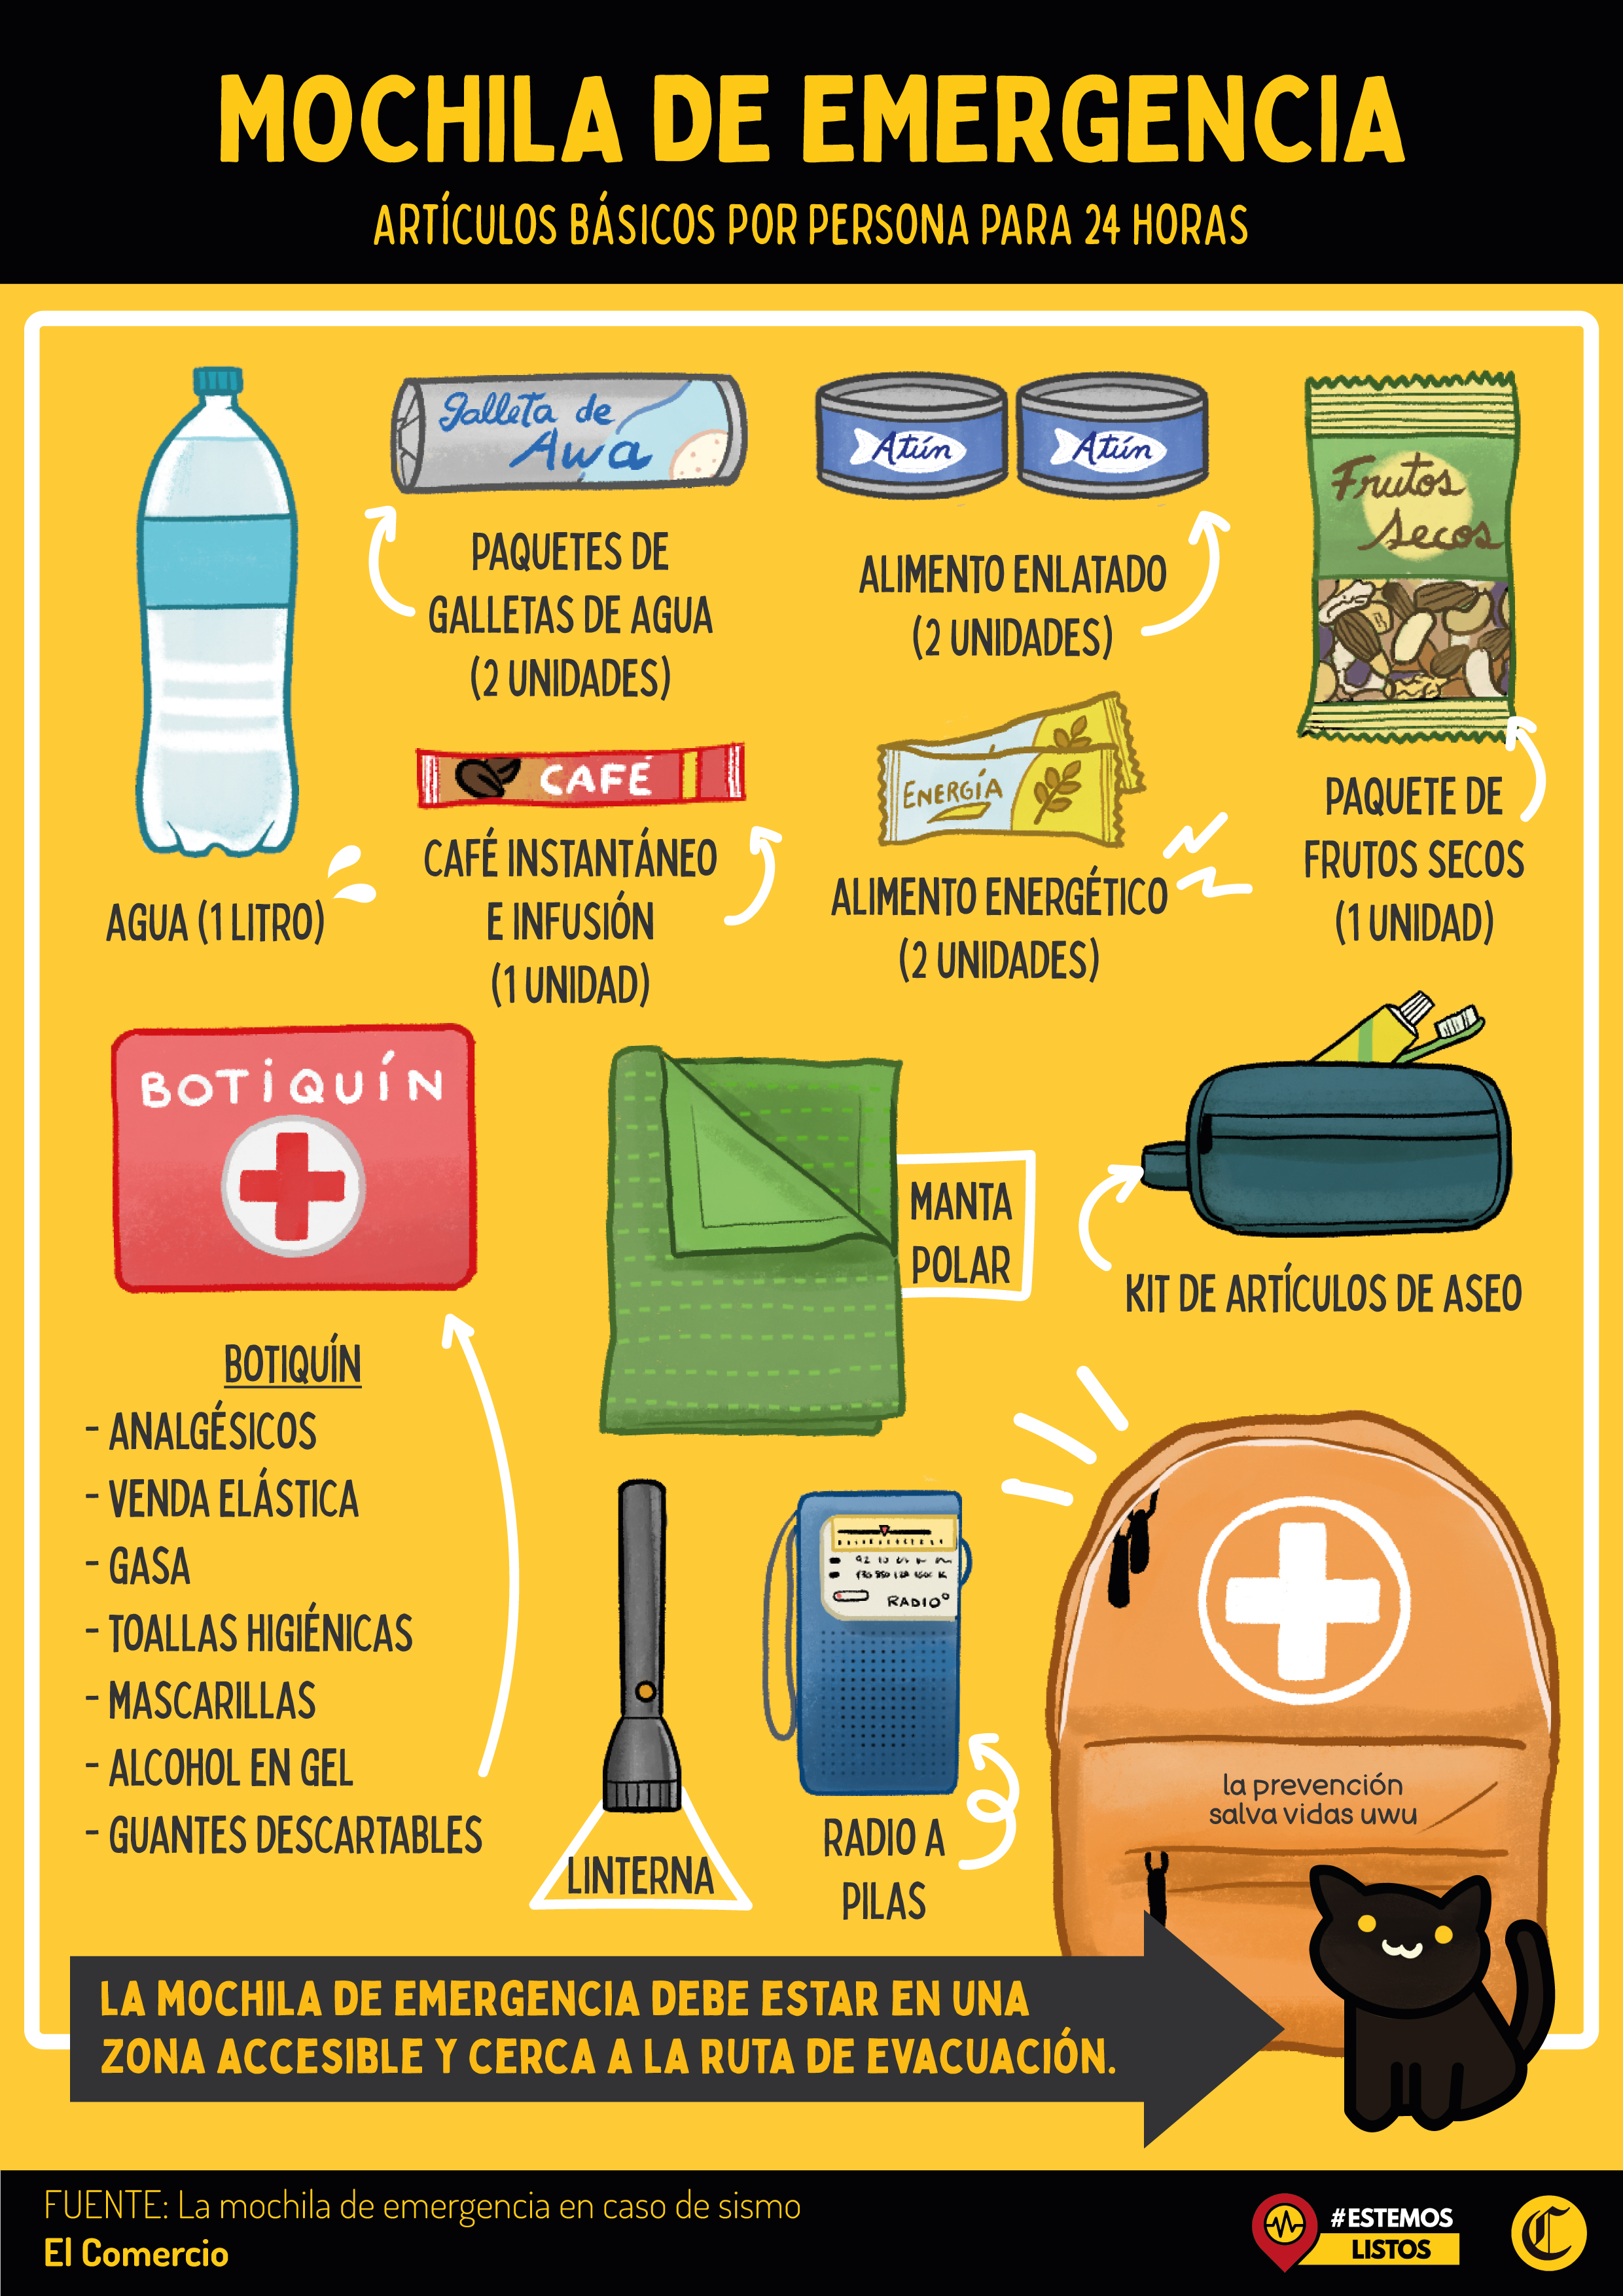 MOCHILA DE EMERGENCIA
ARTÍCULOS BÁSICOS POR PERSONA PARA 24 HORAS
Galleta de
Awa
PAQUETES DE
GALLETAS DE AGUA
(2 UNIDADES)
Atún
Atún
ALIMENTO ENLATADO
(2 UNIDADES)
Frutos
Secos
PAQUETE DE
FRUTOS SECOS
(1 UNIDAD)
AGUA (1 LITRO)
CAFÉ
CAFÉ INSTANTÁNEO
E INFUSIÓN
(1 UNIDAD)
ENERGÍA
ALIMENTO ENERGÉTICO
(2 UNIDADES)
BOTIQUÍN
BOTIQUÍN
- ANALGÉSICOS
- VENDA ELÁSTICA
- GASA
- TOALLAS HIGIÉNICAS
- MASCARILLAS
- ALCOHOL EN GEL
- GUANTES DESCARTABLES
MANTA
POLAR
KIT DE ARTÍCULOS DE ASEO
LINTERNA
RADIO
RADIO A
PILAS
la prevención
salva vidas uwu
LA MOCHILA DE EMERGENCIA DEBE ESTAR EN UNA
ZONA ACCESIBLE Y CERCA A LA RUTA DE EVACUACIÓN.
FUENTE: La mochila de emergencia en caso de sismo
El Comercio
#ESTEMOS
LISTOS
C